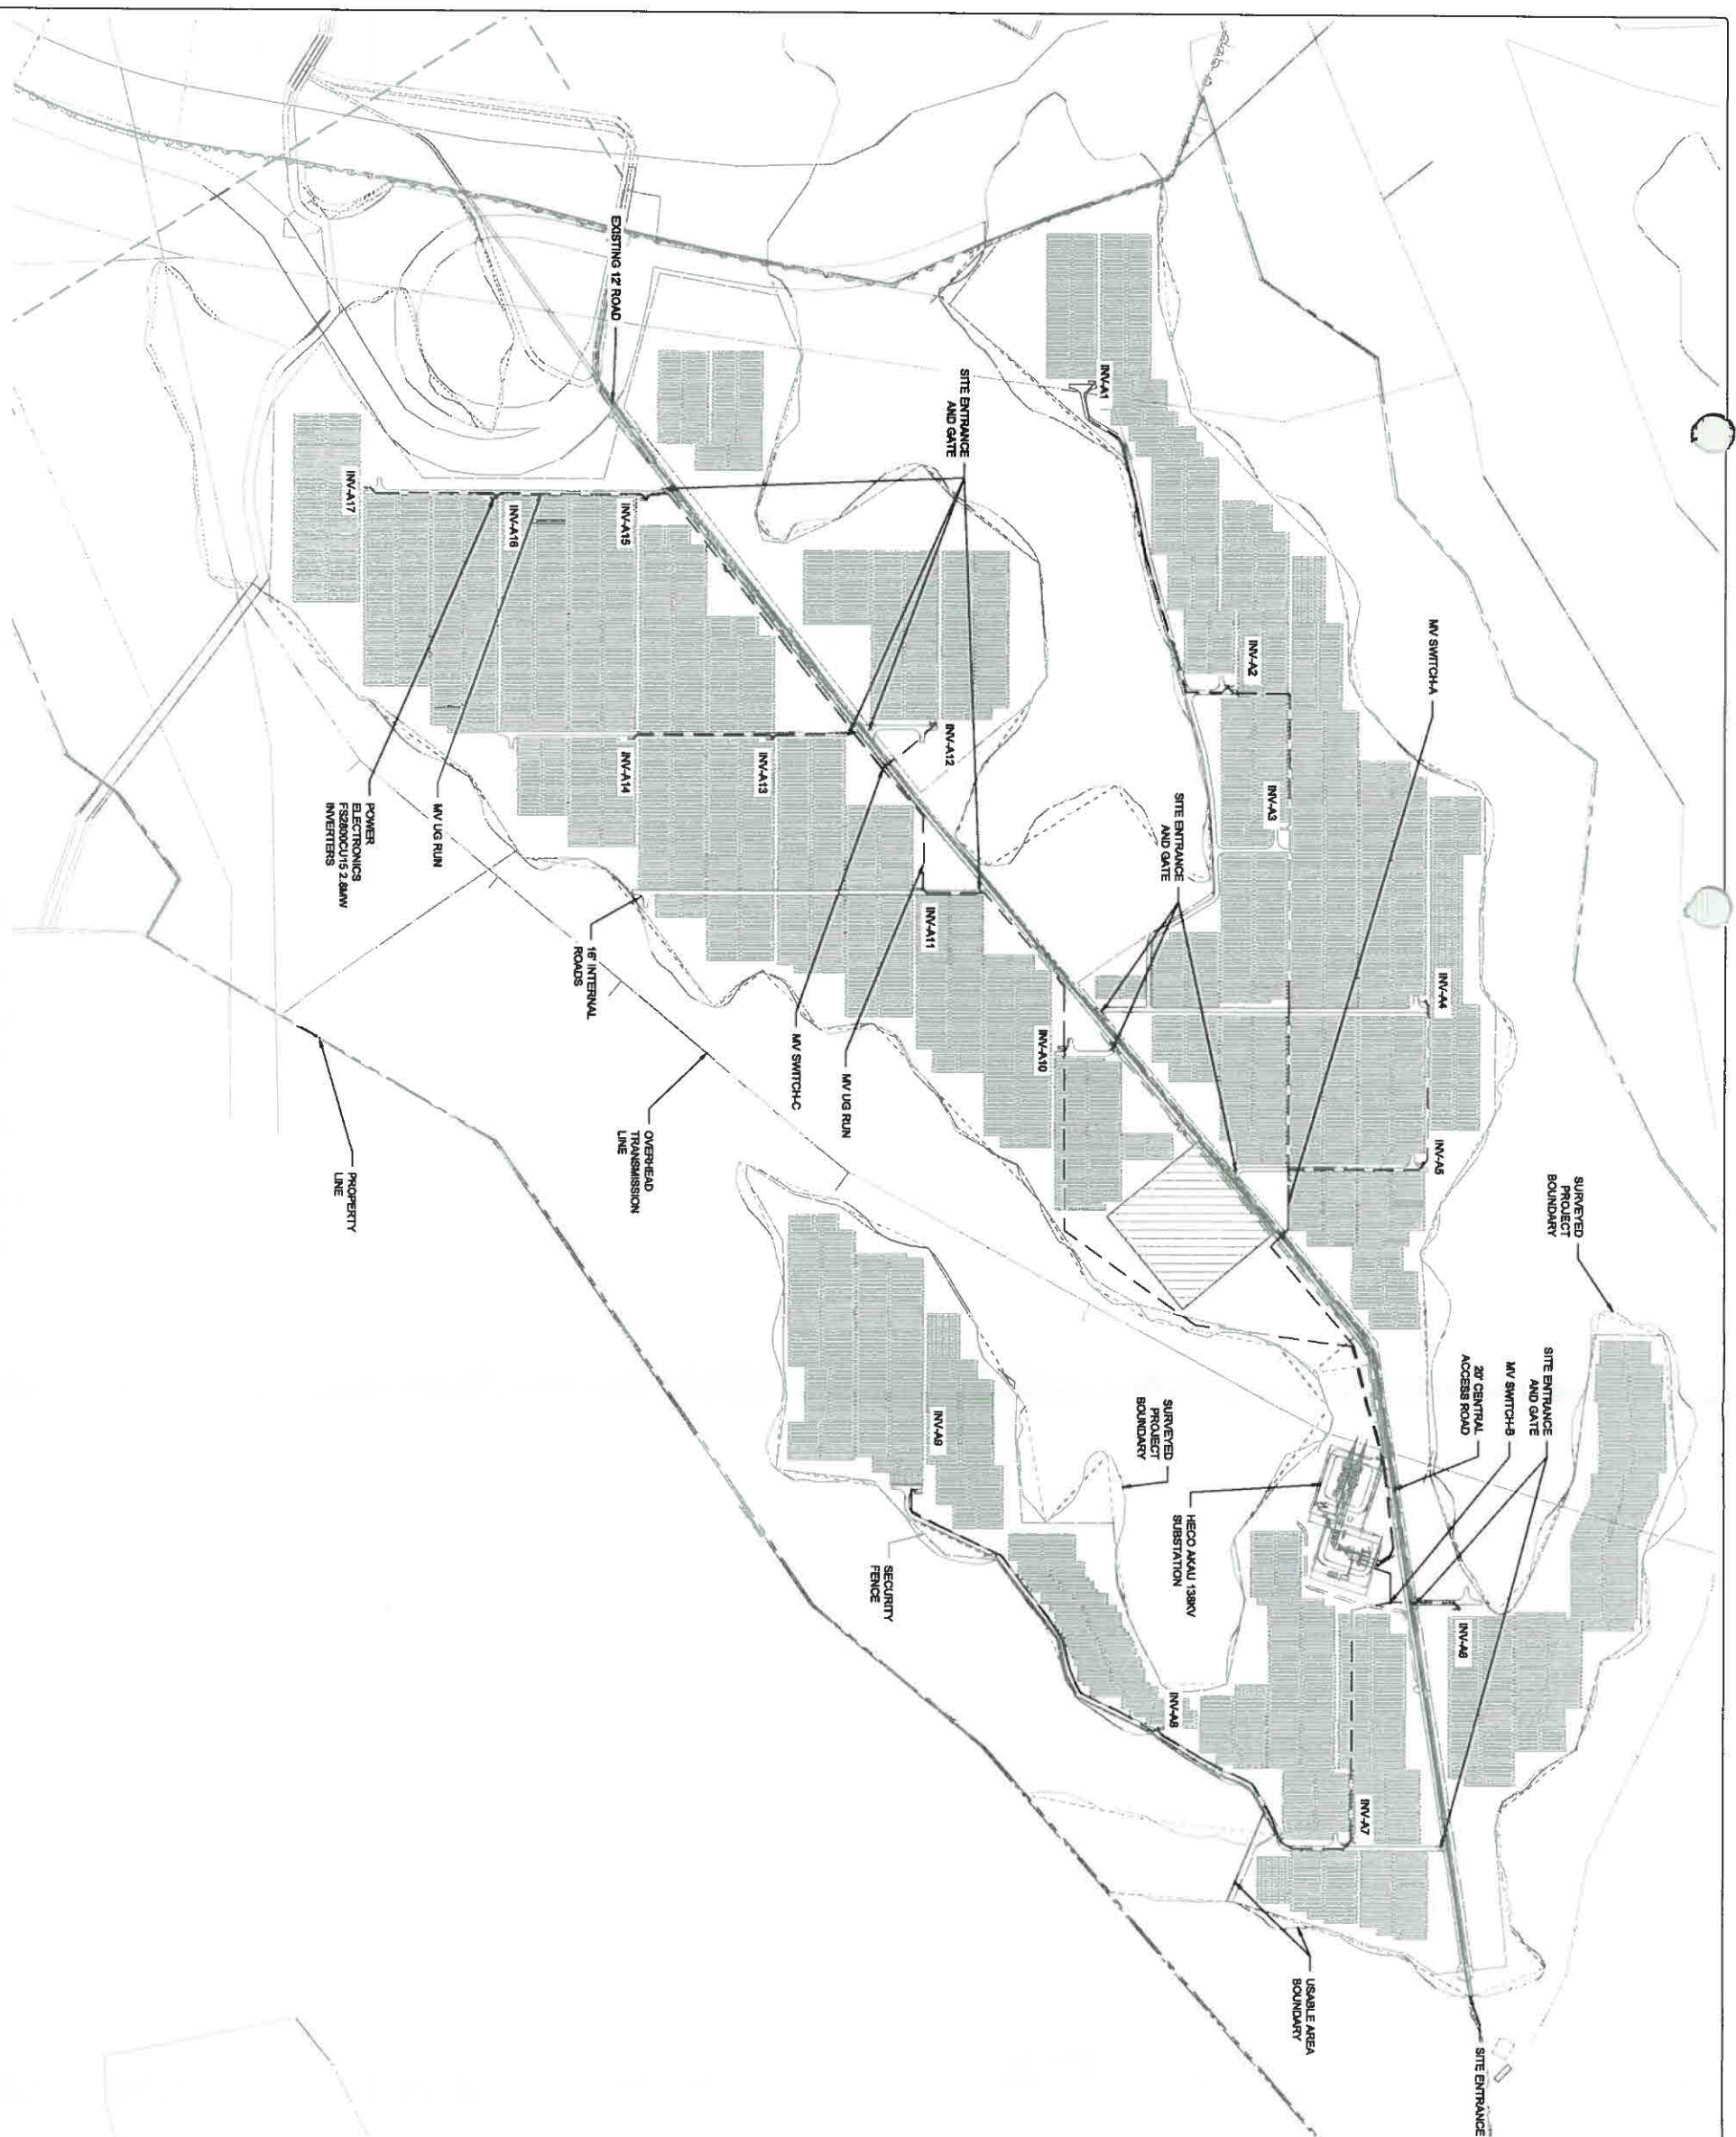 SURVEYED
PROJECT
BOUNDARY
SITE ENTRANCE
AND GATE
MV SWITCH-B
20' CENTRAL
ACCESS ROAD
SITE ENTRANCE
INV-A6
INV-A4
INV-A5
MV SWITCH-A
INV-A7
USABLE AREA
BOUNDARY
INV-A3
INV-A2
HECO AKAU 138KV
SUBSTATION
SITE ENTRANCE
AND GATE
INV-A8
SURVEYED
PROJECT
BOUNDARY
INV-A1
INV-A10
SITE ENTRANCE
AND GATE
INV-A12
INV-A9
INV-A11
SECURITY
FENCE
MV UG RUN
MV SWITCH-C
INV-A13
OVERHEAD
TRANSMISSION
LINE
INV-A15
INV-A14
EXISTING 12' ROAD
16' INTERNAL
ROADS
INV-A16
MV UG RUN
POWER
ELECTRONICS
FS2800CU15 2.8MW
INVERTERS
INV-A17
PROPERTY
LINE